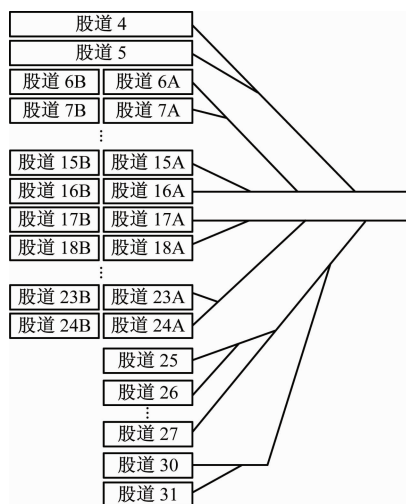 股道 4
股道 5
股道 6B 股道 6A
股道 7B 股道 7A
⋮
股道 15B 股道 15A
股道 16B 股道 16A
股道 17B 股道 17A
股道 18B 股道 18A
⋮
股道 23B 股道 23A
股道 24B 股道 24A
股道 25
股道 26
⋮
股道 27
股道 30
股道 31